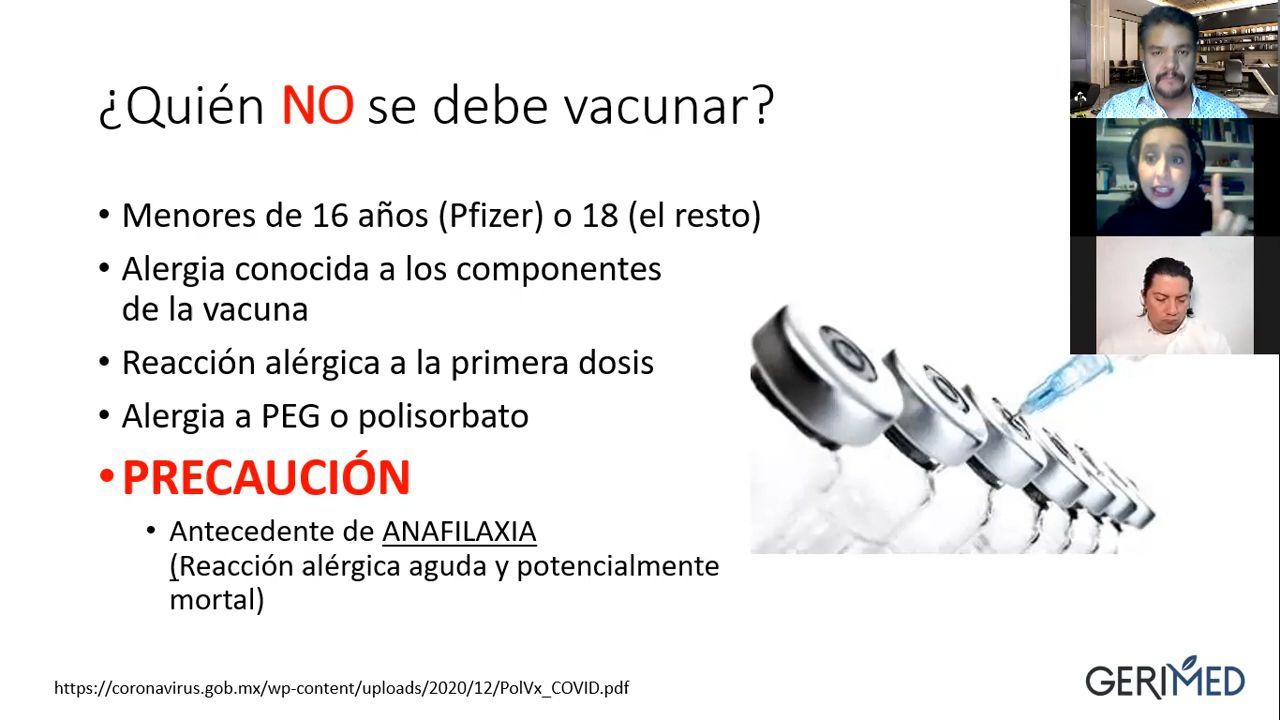 ¿Quién NO se debe vacunar?
• Menores de 16 años (Pfizer) o 18 (el resto)
• Alergia conocida a los componentes
de la vacuna
• Reacción alérgica a la primera dosis
• Alergia a PEG o polisorbato
• PRECAUCIÓN
• Antecedente de ANAFILAXIA
(Reacción alérgica aguda y potencialmente
mortal)
https://coronavirus.gob.mx/wp-content/uploads/2020/12/PolVx_COVID.pdf
GERIMED